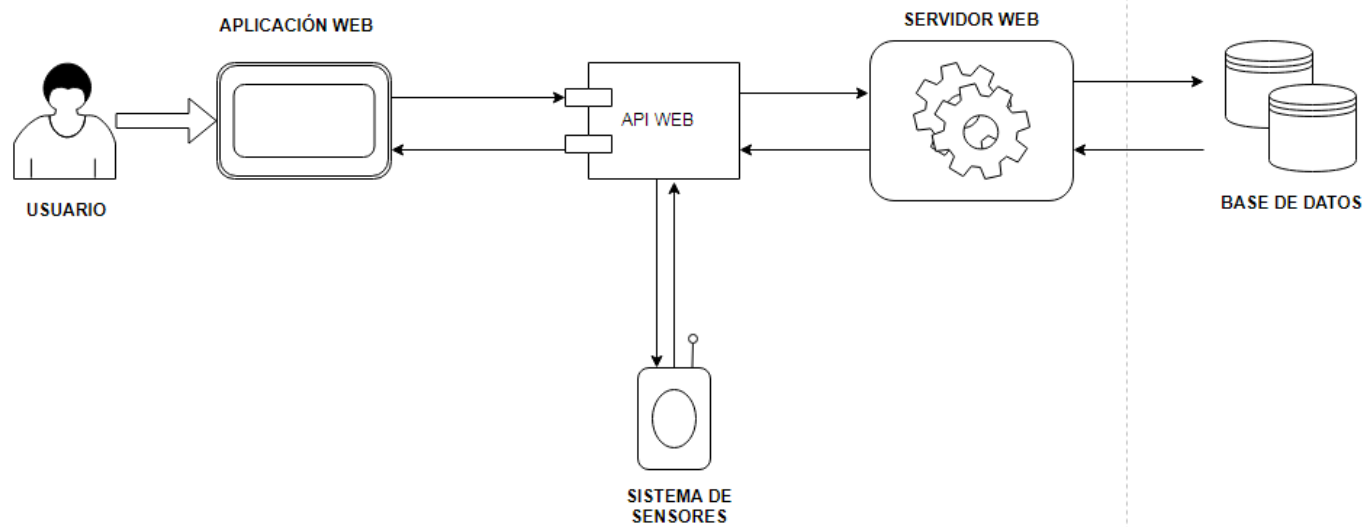 APLICACIÓN WEB
SERVIDOR WEB
API WEB
USUARIO
BASE DE DATOS
SISTEMA DE
SENSORES